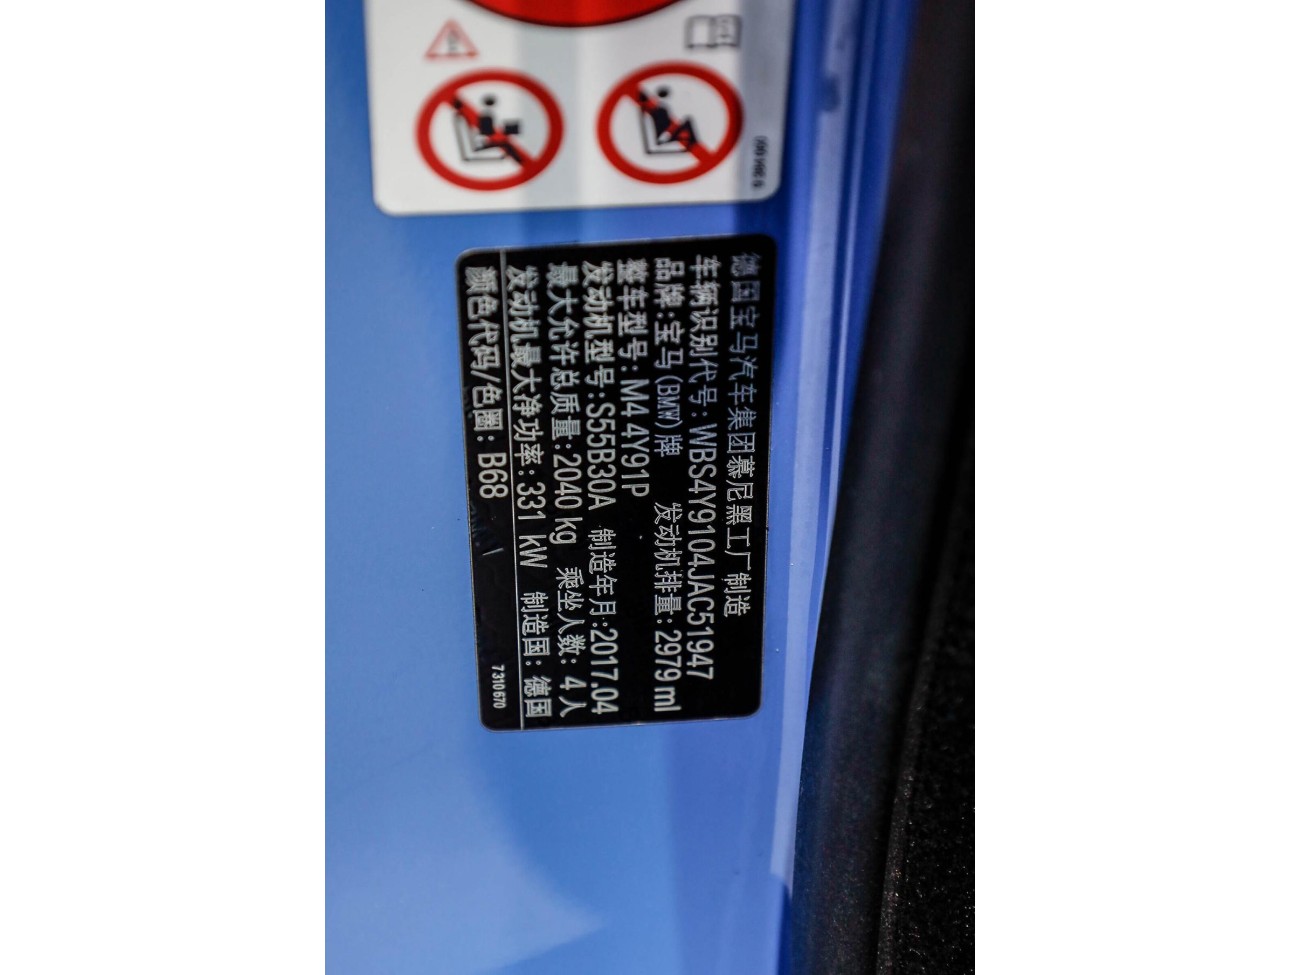 德国宝马汽车集团慕尼黑工厂制造
车辆识别代号: WBS4Y9104JAC51947
品牌:宝马(BMW)牌 发动机排量: 2979 ml
整车型号: M4 4Y91P
发动机型号:S55B30A 制造年月:2017.04
最大允许总质量:2040 kg 乘坐人数: 4 人
发动机最大净功率:331 kW 制造国: 德国
颜色代码/色圈: B68
7310670